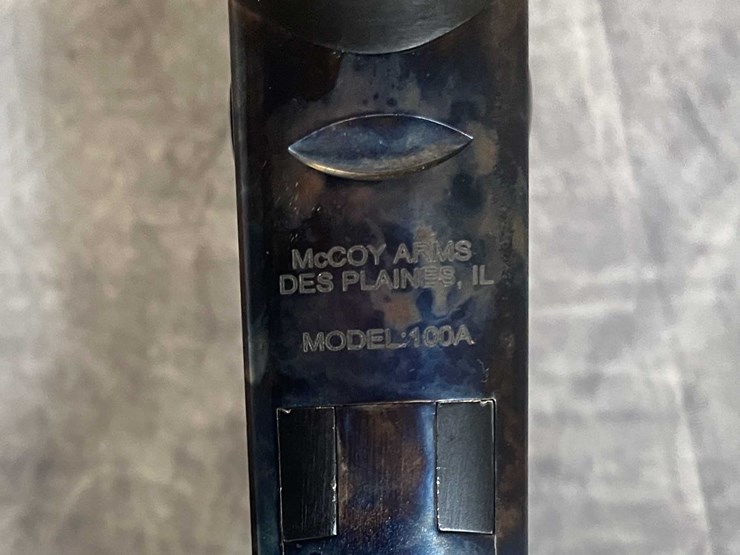 McCOY ARMS
DES PLAINES, IL
MODEL:100A